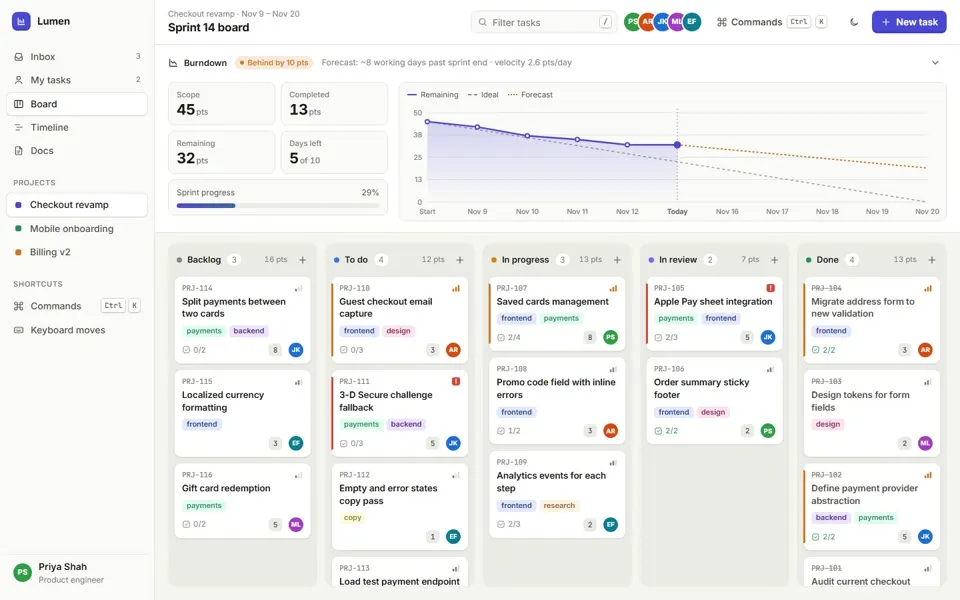 Lumen
Inbox 3
My tasks 2
Board
Timeline
Docs
PROJECTS
Checkout revamp
Mobile onboarding
Billing v2
SHORTCUTS
Commands Ctrl K
Keyboard moves
PS
Priya Shah
Product engineer
Checkout revamp · Nov 9 – Nov 20
Sprint 14 board
Filter tasks /
PS AR JK ML EF
Commands Ctrl K
New task
Burndown
Behind by 10 pts
Forecast: ~8 working days past sprint end · velocity 2.6 pts/day
Scope
45 pts
Completed
13 pts
Remaining
32 pts
Days left
5 of 10
Sprint progress 29%
Remaining Ideal Forecast
50
38
25
13
0
Start Nov 9 Nov 10 Nov 11 Nov 12 Today Nov 16 Nov 17 Nov 18 Nov 19 Nov 20
Backlog 3 16 pts
PRJ-114
Split payments between
two cards
payments backend
0/2 8 JK
PRJ-115
Localized currency
formatting
frontend
3 EF
PRJ-116
Gift card redemption
payments
0/2 5 ML
To do 4 12 pts
PRJ-110
Guest checkout email
capture
frontend design
0/3 3 AR
PRJ-111
3-D Secure challenge
fallback
payments backend
0/3 5 JK
PRJ-112
Empty and error states
copy pass
copy
1 EF
PRJ-113
Load test payment endpoint
In progress 3 13 pts
PRJ-107
Saved cards management
frontend payments
2/4 8 PS
PRJ-108
Promo code field with inline
errors
frontend
1/2 3 AR
PRJ-109
Analytics events for each
step
frontend research
2/3 2 EF
In review 2 7 pts
PRJ-105
Apple Pay sheet integration
payments frontend
2/3 5 JK
PRJ-106
Order summary sticky
footer
frontend design
2/2 2 PS
Done 4 13 pts
PRJ-104
Migrate address form to
new validation
frontend
2/2 3 AR
PRJ-103
Design tokens for form
fields
design
2 ML
PRJ-102
Define payment provider
abstraction
backend payments
2/2 5 JK
PRJ-101
Audit current checkout